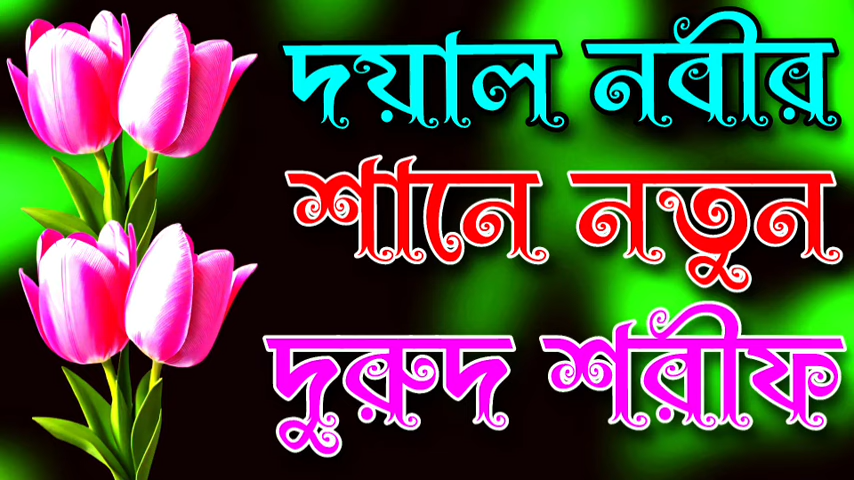 দয়াল নবীর
শানে নতুন
দুরুদ শরীফ